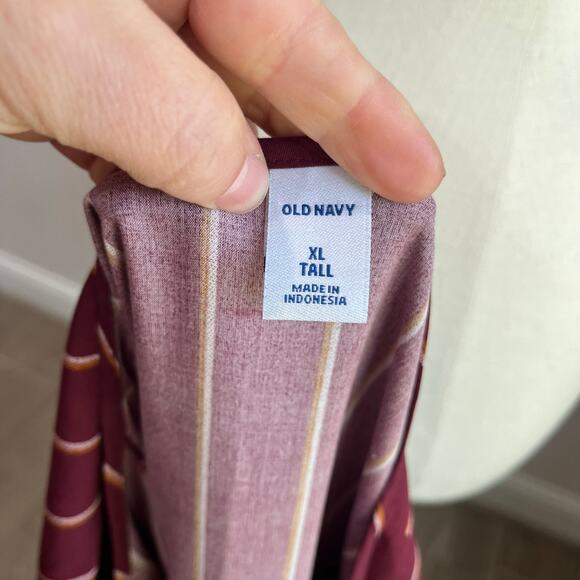 OLD NAVY
XL
TALL
MADE IN
INDONESIA